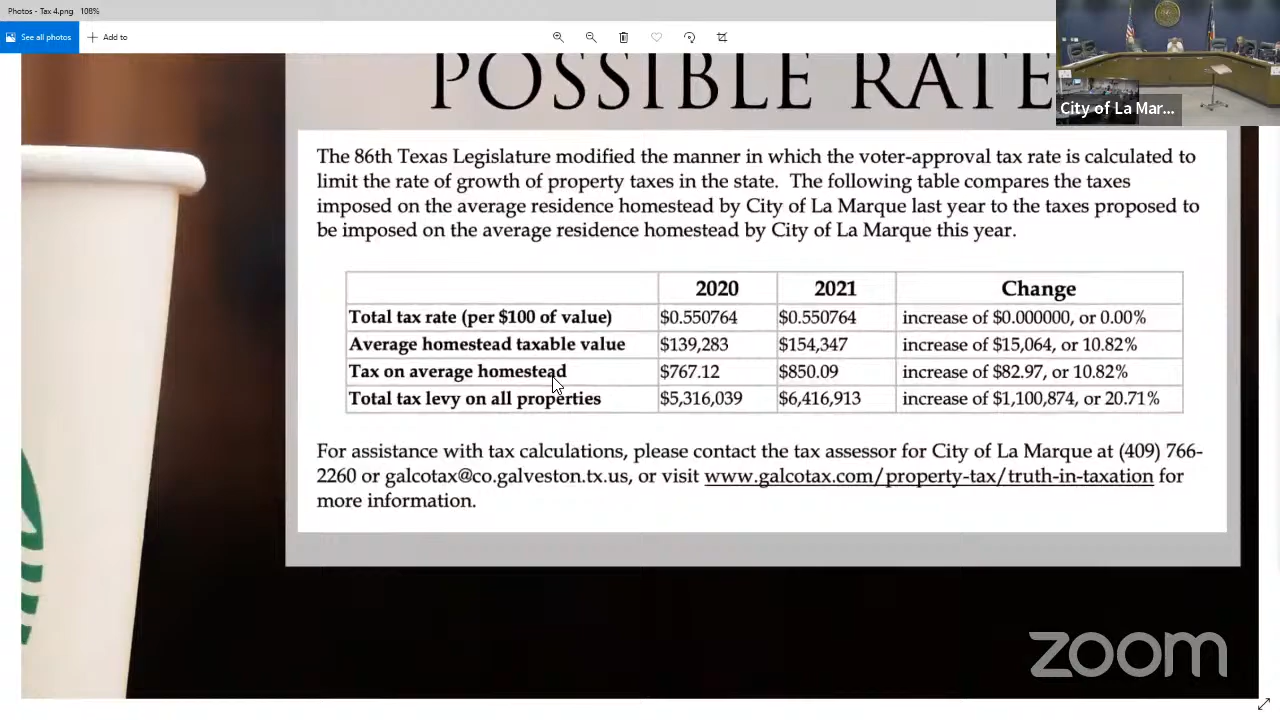 Photos - Tax 4.png 108%
See all photos
Add to
City of La Mar...
POSSIBLE RATE
The 86th Texas Legislature modified the manner in which the voter-approval tax rate is calculated to
limit the rate of growth of property taxes in the state. The following table compares the taxes
imposed on the average residence homestead by City of La Marque last year to the taxes proposed to
be imposed on the average residence homestead by City of La Marque this year.
2020 2021 Change
Total tax rate (per $100 of value) $0.550764 $0.550764 increase of $0.000000, or 0.00%
Average homestead taxable value $139,283 $154,347 increase of $15,064, or 10.82%
Tax on average homestead $767.12 $850.09 increase of $82.97, or 10.82%
Total tax levy on all properties $5,316,039 $6,416,913 increase of $1,100,874, or 20.71%
For assistance with tax calculations, please contact the tax assessor for City of La Marque at (409) 766-
2260 or galcotax@co.galveston.tx.us, or visit www.galcotax.com/property-tax/truth-in-taxation for
more information.
zoom